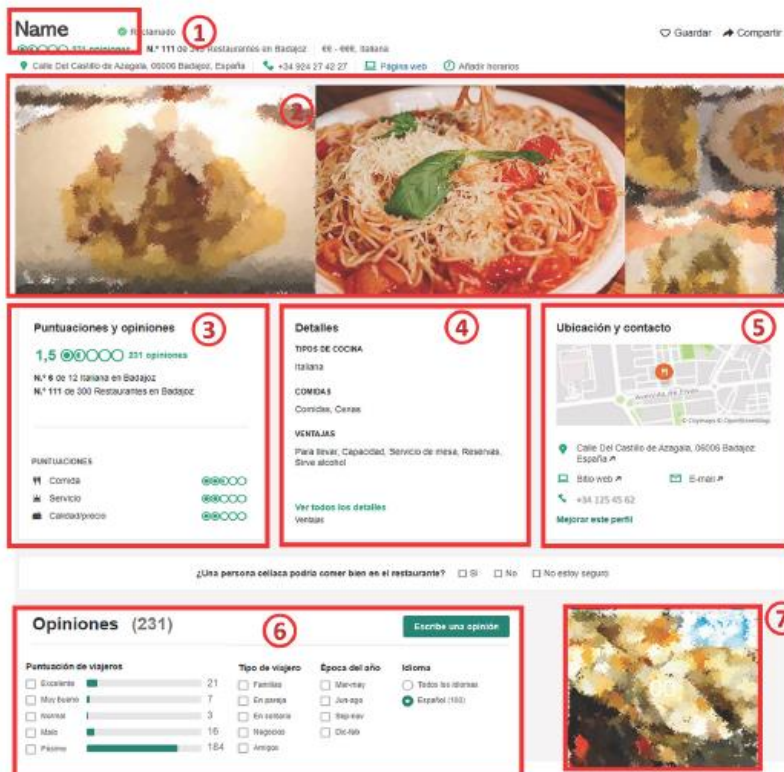 Name
Reclamado
1
231 opiniones N.º 111 de Restaurantes en Badajoz €€ - €€€, Italiana
Guardar Compartir
Calle Del Castillo de Azagala, 06006 Badajoz, España +34 924 27 42 27 Página web Añadir horarios
2
Puntuaciones y opiniones
3
1,5 231 opiniones
N.º 6 de 12 Italiana en Badajoz
N.º 111 de 300 Restaurantes en Badajoz
PUNTUACIONES
Comida
Servicio
Calidad/precio
Detalles
4
TIPOS DE COCINA
Italiana
COMIDAS
Comidas, Cenas
VENTAJAS
Para llevar, Capacidad, Servicio de mesa, Reservas,
Sirve alcohol
Ver todos los detalles
Ventajas
Ubicación y contacto
5
Calle Del Castillo de Azagala, 06006 Badajoz
España
Sitio web E-mail
+34 125 45 62
Mejorar este perfil
¿Una persona celíaca podría comer bien en el restaurante? Sí No No estoy seguro
Opiniones (231)
6
Escribe una opinión
Puntuación de viajeros
Excelente 21
Muy bueno 7
Normal 3
Malo 16
Pésimo 184
Tipo de viajero
Familias
En pareja
En solitario
Negocios
Amigos
Época del año
Mar-may
Jun-ago
Sep-nov
Dic-feb
Idioma
Todos los idiomas
Español
7